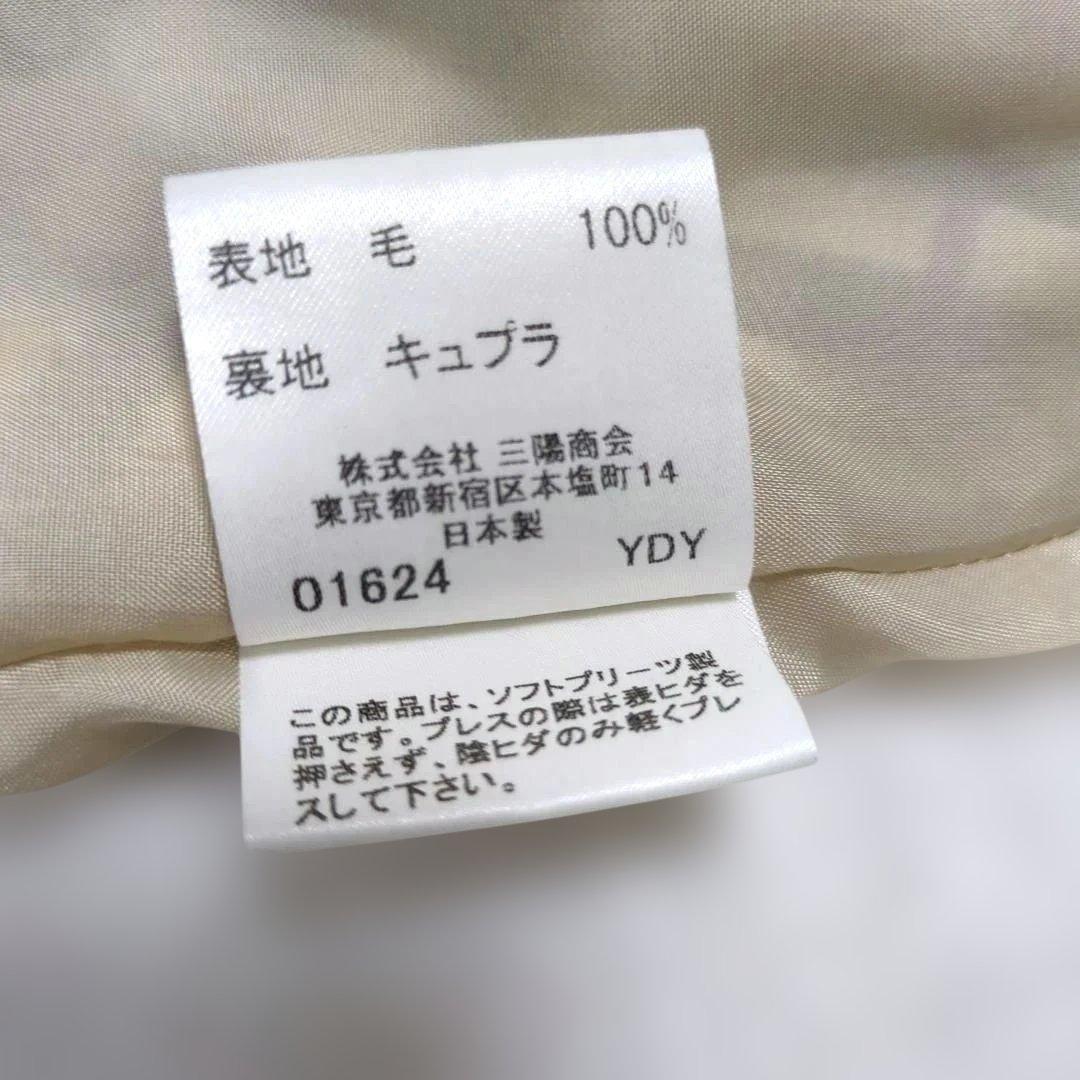 表地 毛 100%
裏地 キュプラ
株式会社 三陽商会
東京都新宿区本塩町14
日本製
01624 YDY
この商品は、ソフトプリーツ製
品です。プレスの際は表ヒダを
押さえず、陰ヒダのみ軽くプレ
スして下さい。